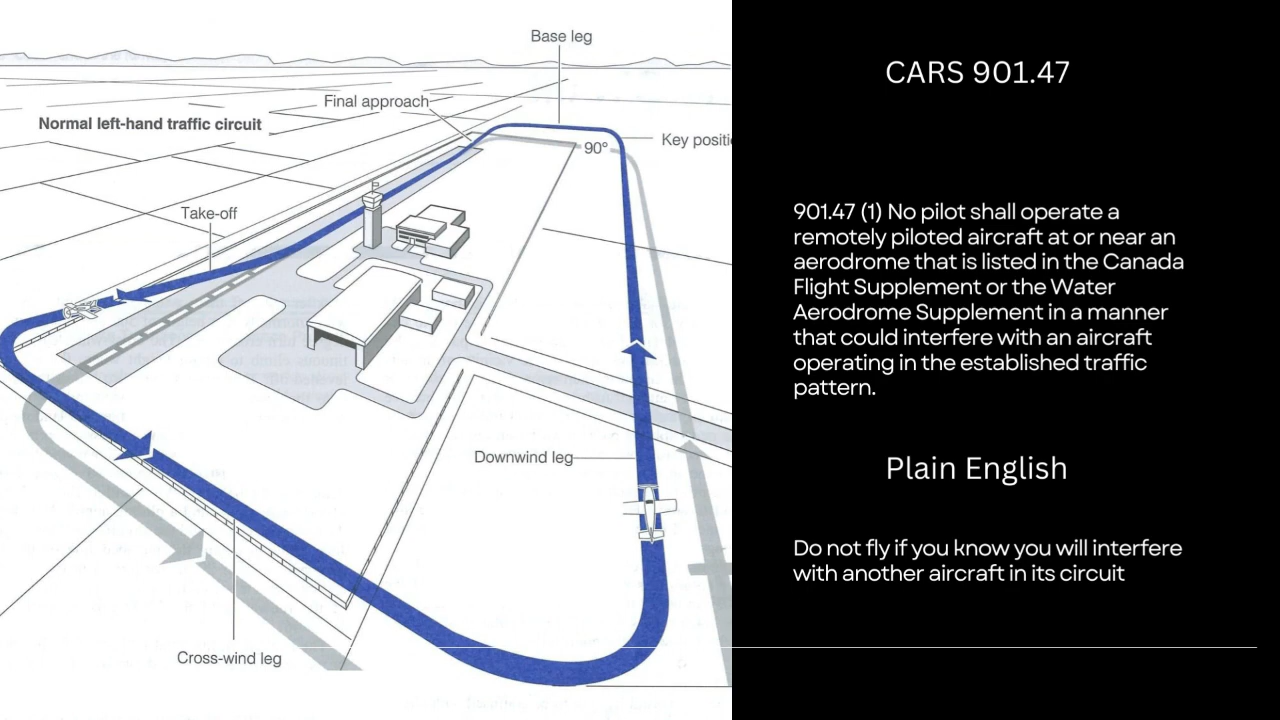 Base leg
Final approach
Normal left-hand traffic circuit
Key positi
90°
Take-off
Downwind leg
Cross-wind leg
CARS 901.47
901.47 (1) No pilot shall operate a
remotely piloted aircraft at or near an
aerodrome that is listed in the Canada
Flight Supplement or the Water
Aerodrome Supplement in a manner
that could interfere with an aircraft
operating in the established traffic
pattern.
Plain English
Do not fly if you know you will interfere
with another aircraft in its circuit